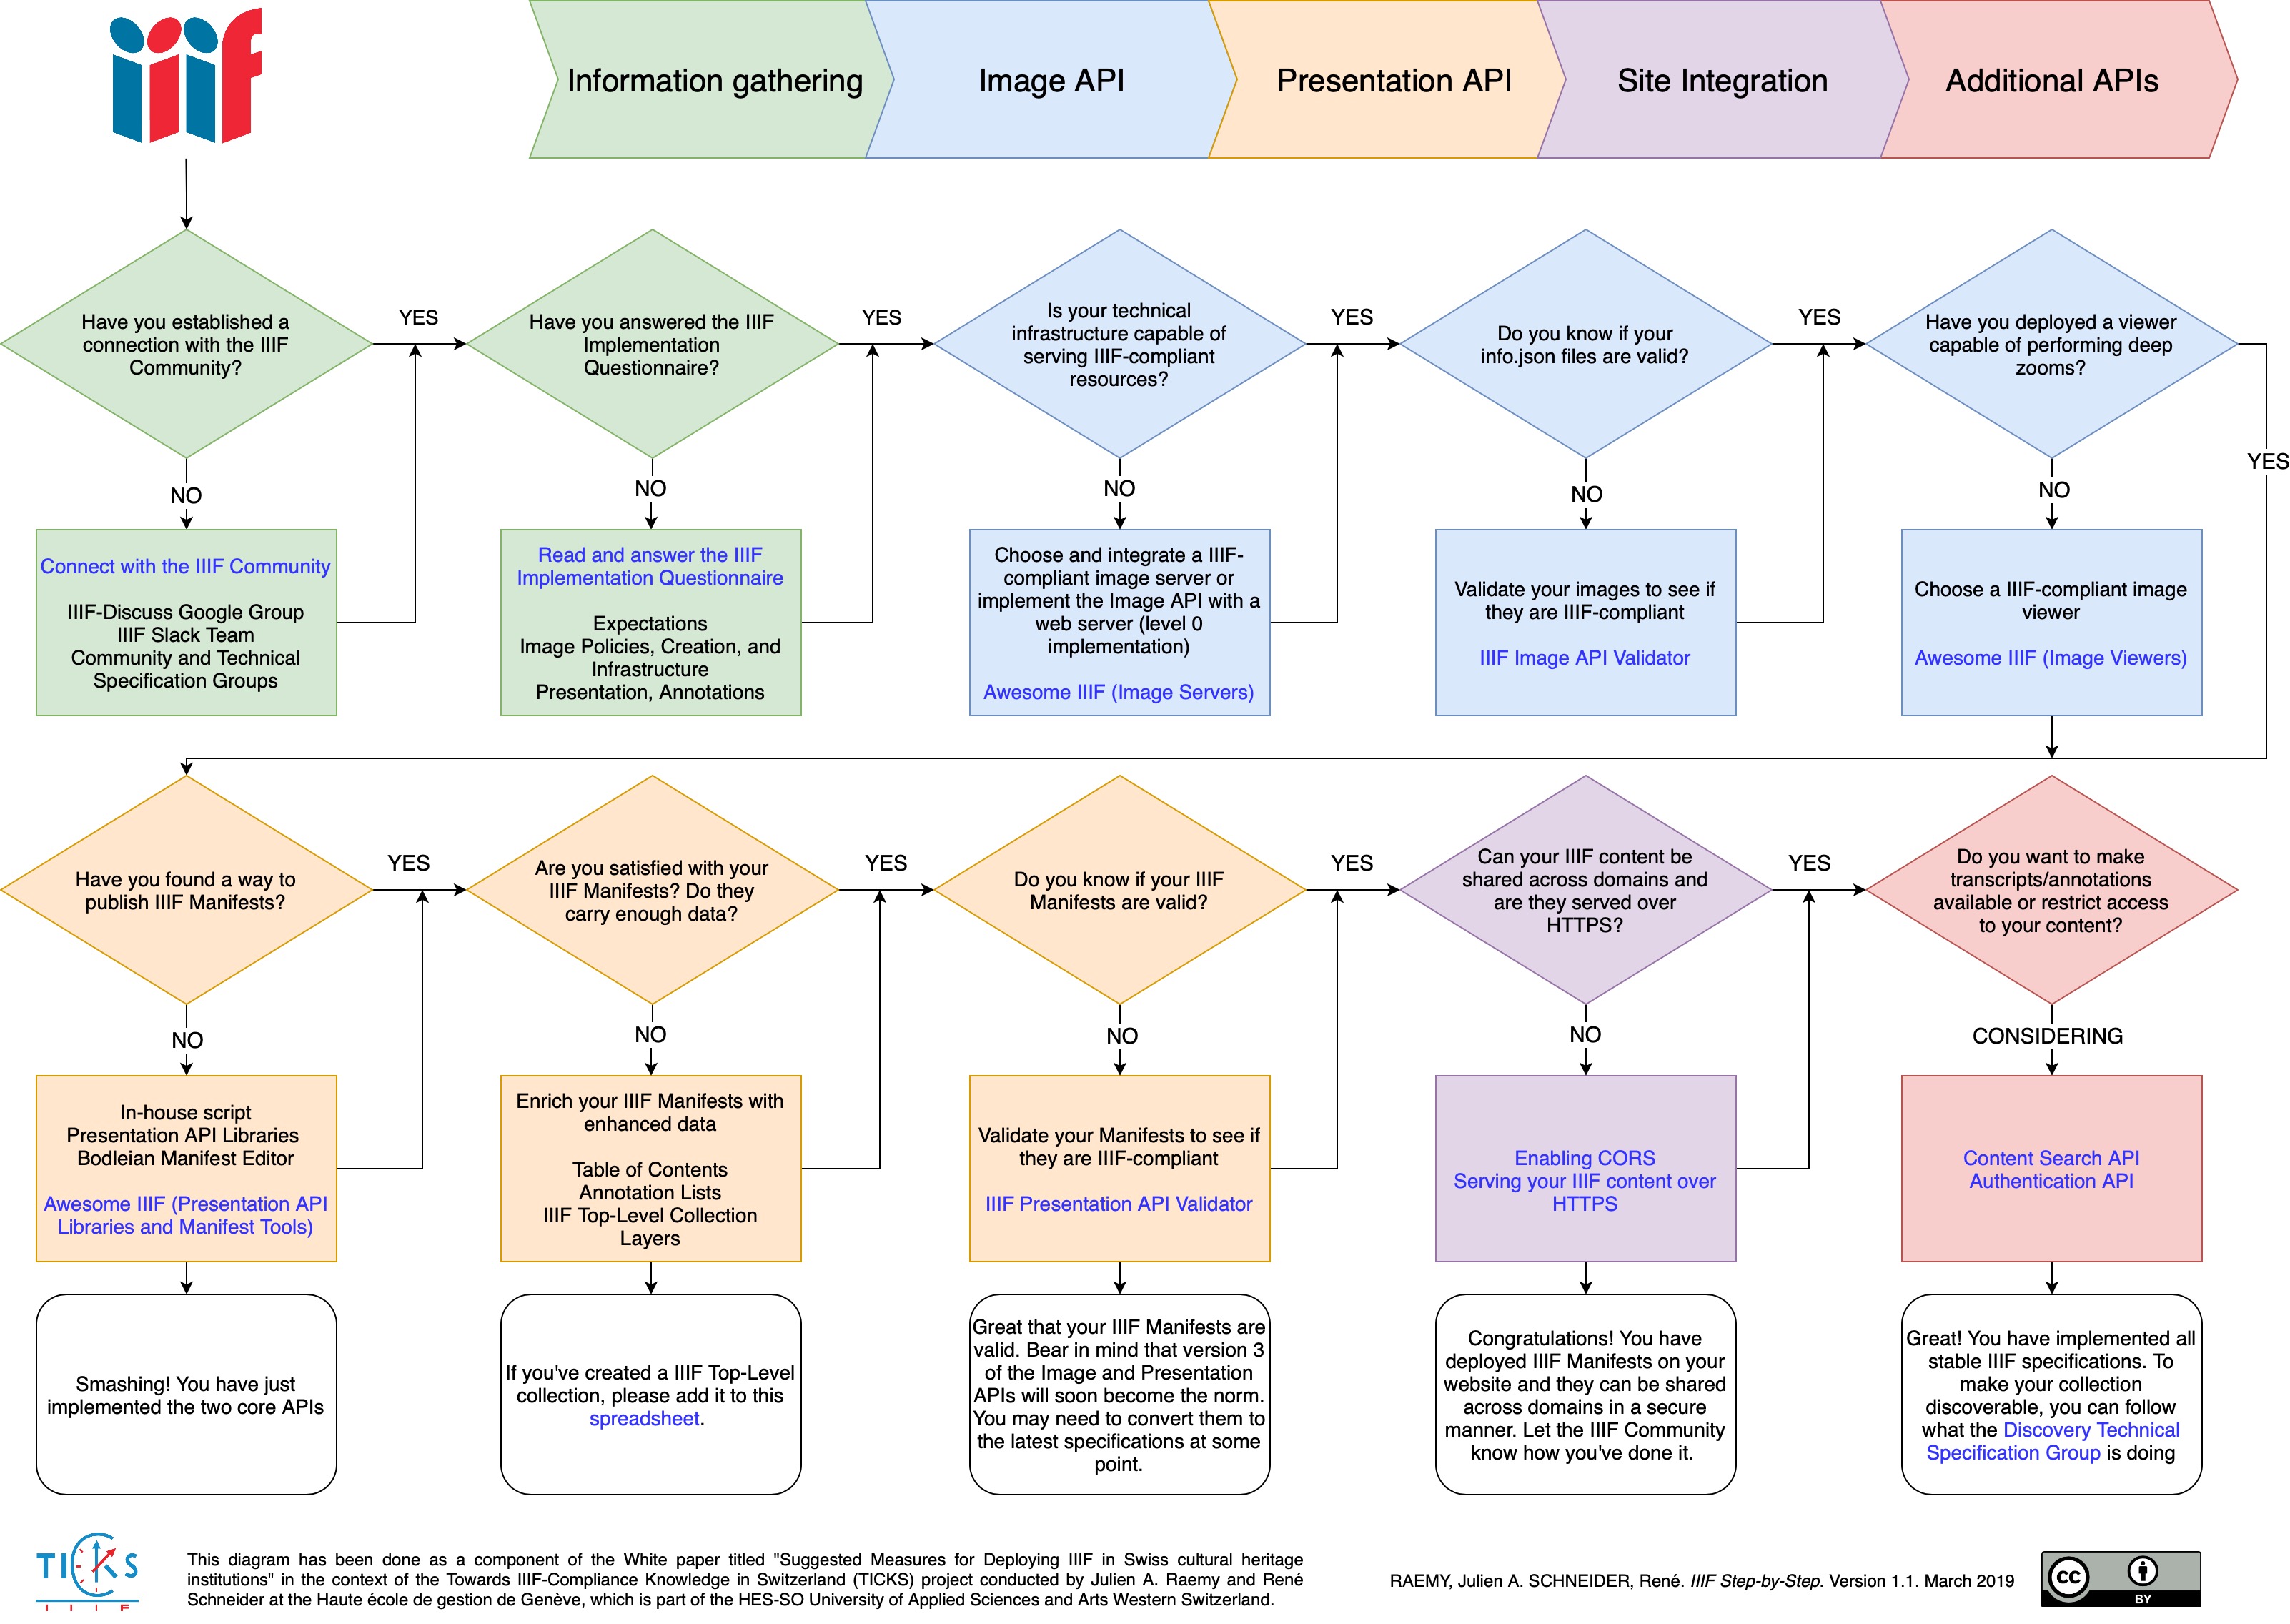 iiif
Information gathering
Image API
Presentation API
Site Integration
Additional APIs
Have you established a
connection with the IIIF
Community?
YES
Have you answered the IIIF
Implementation
Questionnaire?
YES
Is your technical
infrastructure capable of
serving IIIF-compliant
resources?
YES
Do you know if your
info.json files are valid?
YES
Have you deployed a viewer
capable of performing deep
zooms?
YES
NO
NO
NO
NO
NO
Connect with the IIIF Community
IIIF-Discuss Google Group
IIIF Slack Team
Community and Technical
Specification Groups
Read and answer the IIIF
Implementation Questionnaire
Expectations
Image Policies, Creation, and
Infrastructure
Presentation, Annotations
Choose and integrate a IIIF-
compliant image server or
implement the Image API with a
web server (level 0
implementation)
Awesome IIIF (Image Servers)
Validate your images to see if
they are IIIF-compliant
IIIF Image API Validator
Choose a IIIF-compliant image
viewer
Awesome IIIF (Image Viewers)
Have you found a way to
publish IIIF Manifests?
YES
Are you satisfied with your
IIIF Manifests? Do they
carry enough data?
YES
Do you know if your IIIF
Manifests are valid?
YES
Can your IIIF content be
shared across domains and
are they served over
HTTPS?
YES
Do you want to make
transcripts/annotations
available or restrict access
to your content?
NO
NO
NO
NO
CONSIDERING
In-house script
Presentation API Libraries
Bodleian Manifest Editor
Awesome IIIF (Presentation API
Libraries and Manifest Tools)
Enrich your IIIF Manifests with
enhanced data
Table of Contents
Annotation Lists
IIIF Top-Level Collection
Layers
Validate your Manifests to see if
they are IIIF-compliant
IIIF Presentation API Validator
Enabling CORS
Serving your IIIF content over
HTTPS
Content Search API
Authentication API
Smashing! You have just
implemented the two core APIs
If you've created a IIIF Top-Level
collection, please add it to this
spreadsheet.
Great that your IIIF Manifests are
valid. Bear in mind that version 3
of the Image and Presentation
APIs will soon become the norm.
You may need to convert them to
the latest specifications at some
point.
Congratulations! You have
deployed IIIF Manifests on your
website and they can be shared
across domains in a secure
manner. Let the IIIF Community
know how you've done it.
Great! You have implemented all
stable IIIF specifications. To
make your collection
discoverable, you can follow
what the Discovery Technical
Specification Group is doing
TICKS
IIIF
This diagram has been done as a component of the White paper titled "Suggested Measures for Deploying IIIF in Swiss cultural heritage
institutions" in the context of the Towards IIIF-Compliance Knowledge in Switzerland (TICKS) project conducted by Julien A. Raemy and René
Schneider at the Haute école de gestion de Genève, which is part of the HES-SO University of Applied Sciences and Arts Western Switzerland.
RAEMY, Julien A. SCHNEIDER, René. IIIF Step-by-Step. Version 1.1. March 2019
cc
BY